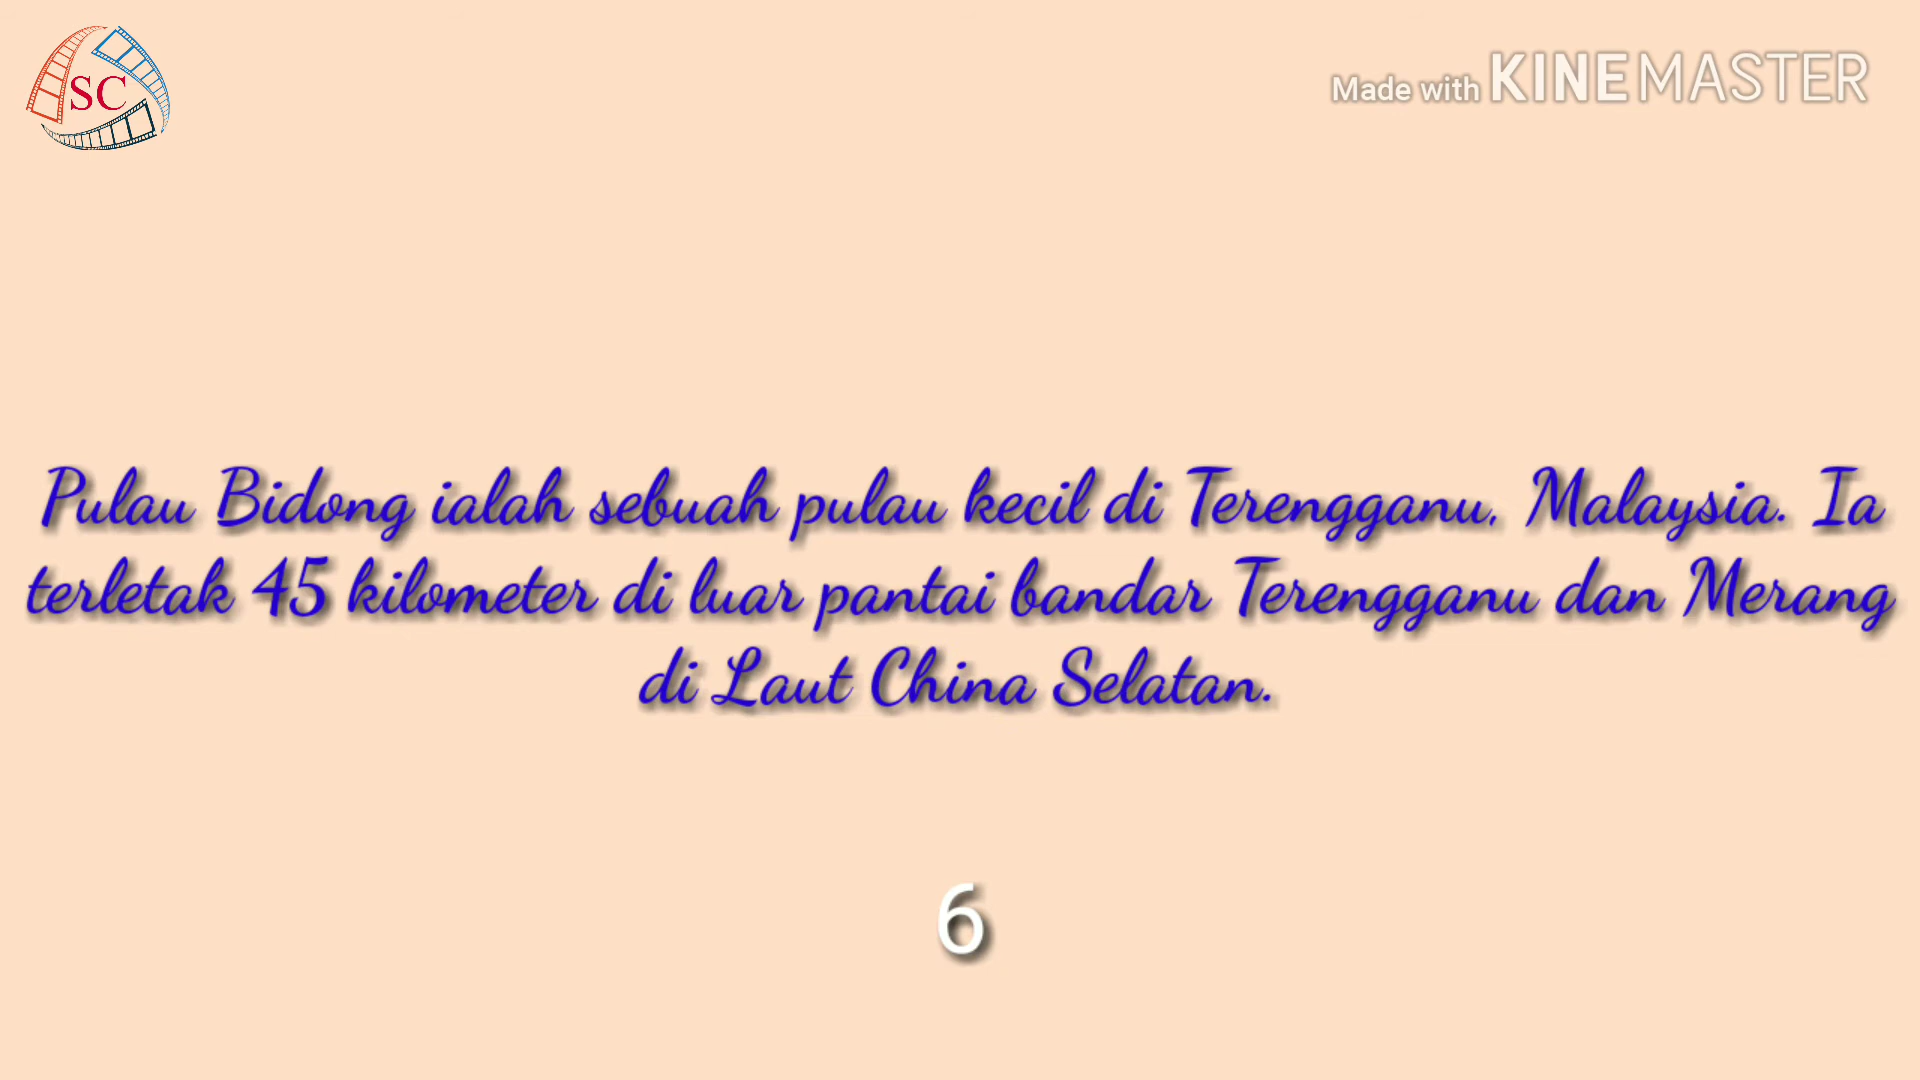 SC
Made with KINEMASTER
Pulau Bidong ialah sebuah pulau kecil di Terengganu, Malaysia. Ia
terletak 45 kilometer di luar pantai bandar Terengganu dan Merang
di Laut China Selatan.
6